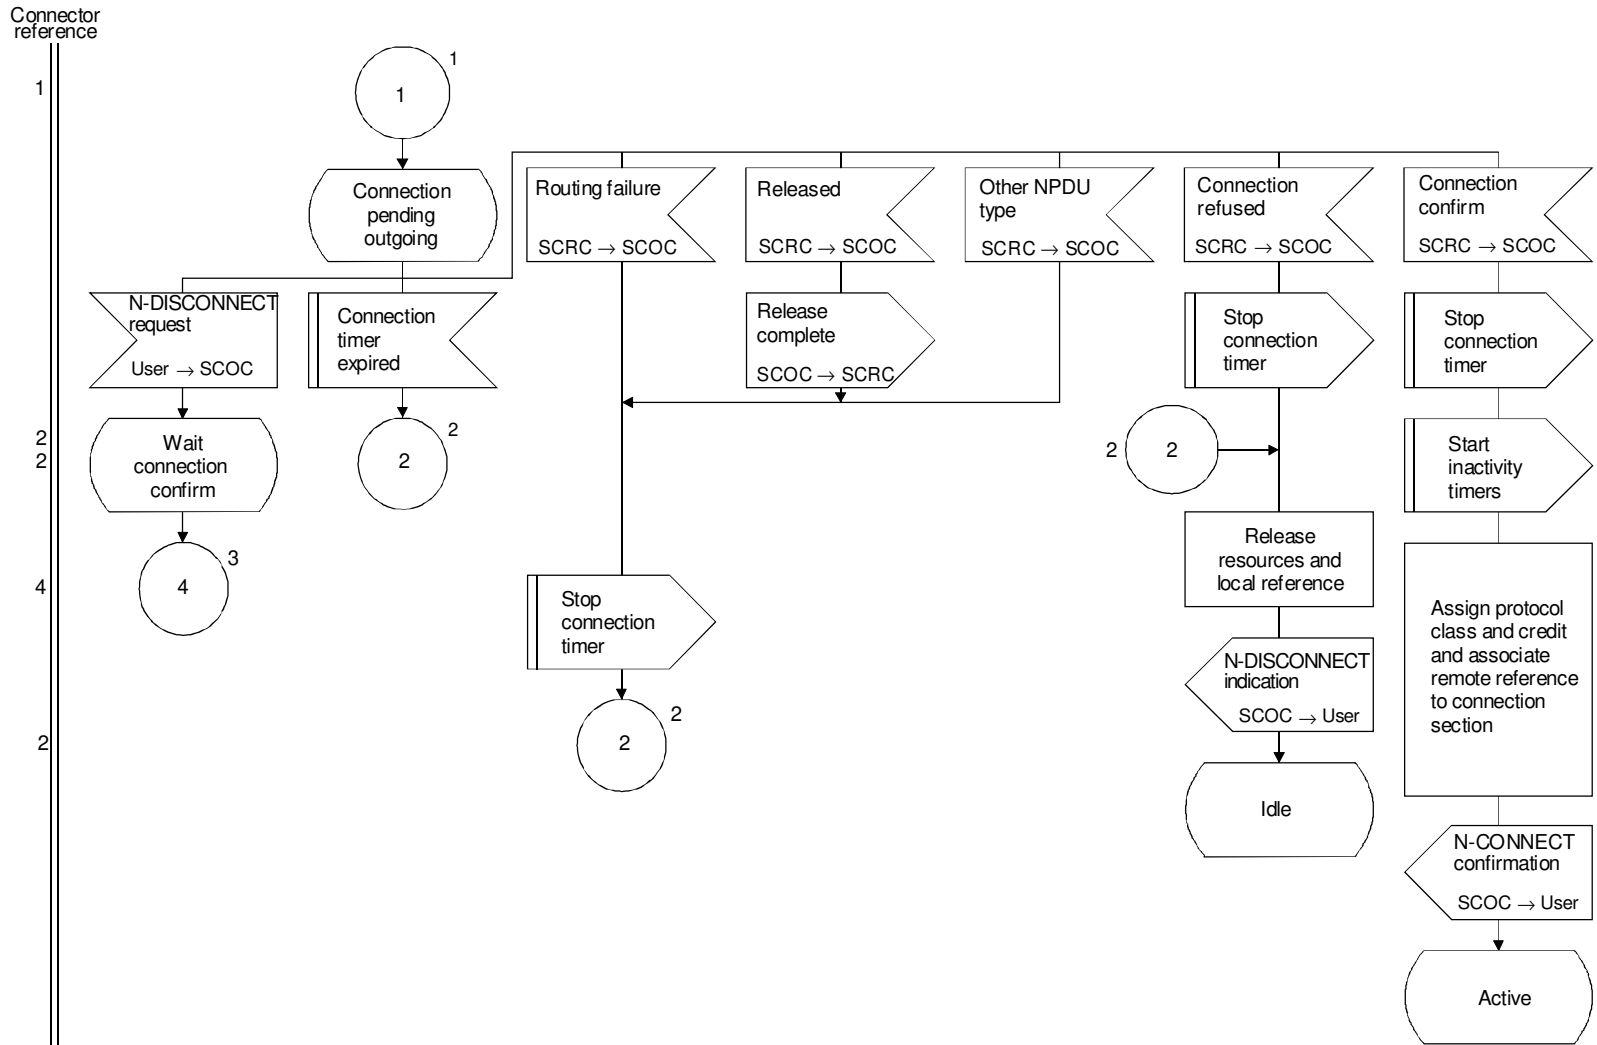 Connector
reference
1
1
1
Connection
pending
outgoing
Routing failure
SCRC → SCOC
Released
SCRC → SCOC
Other NPDU
type
SCRC → SCOC
Connection
refused
SCRC → SCOC
Connection
confirm
SCRC → SCOC
N-DISCONNECT
request
User → SCOC
Connection
timer
expired
Release
complete
SCOC → SCRC
Stop
connection
timer
Stop
connection
timer
2
2
Wait
connection
confirm
2
2
2
2
Start
inactivity
timers
4
4
3
Stop
connection
timer
Release
resources and
local reference
Assign protocol
class and credit
and associate
remote reference
to connection
section
N-DISCONNECT
indication
SCOC → User
2
2
2
Idle
N-CONNECT
confirmation
SCOC → User
Active